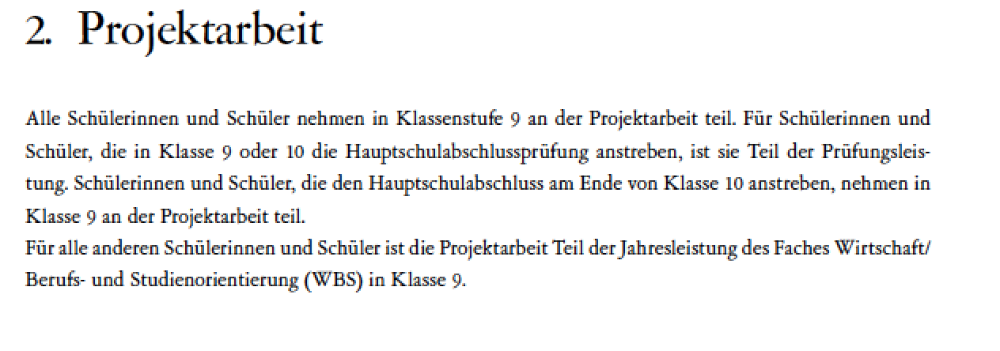 2. Projektarbeit
Alle Schülerinnen und Schüler nehmen in Klassenstufe 9 an der Projektarbeit teil. Für Schülerinnen und
Schüler, die in Klasse 9 oder 10 die Hauptschulabschlussprüfung anstreben, ist sie Teil der Prüfungsleis-
tung. Schülerinnen und Schüler, die den Hauptschulabschluss am Ende von Klasse 10 anstreben, nehmen in
Klasse 9 an der Projektarbeit teil.
Für alle anderen Schülerinnen und Schüler ist die Projektarbeit Teil der Jahresleistung des Faches Wirtschaft/
Berufs- und Studienorientierung (WBS) in Klasse 9.